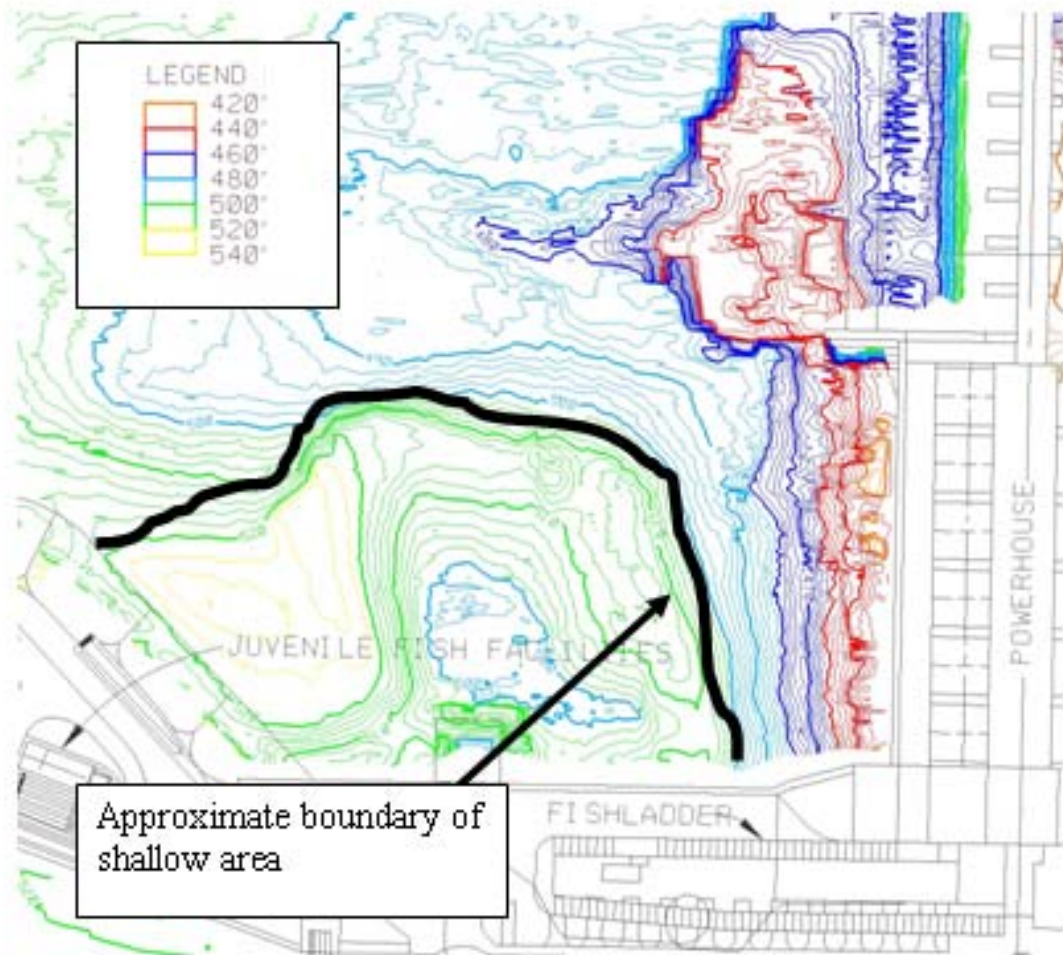 LEGEND
420°
440°
460°
480°
500°
520°
540°
JUVENILE FISH FACILITIES
POWERHOUSE
Approximate boundary of
shallow area
FISHLADDER